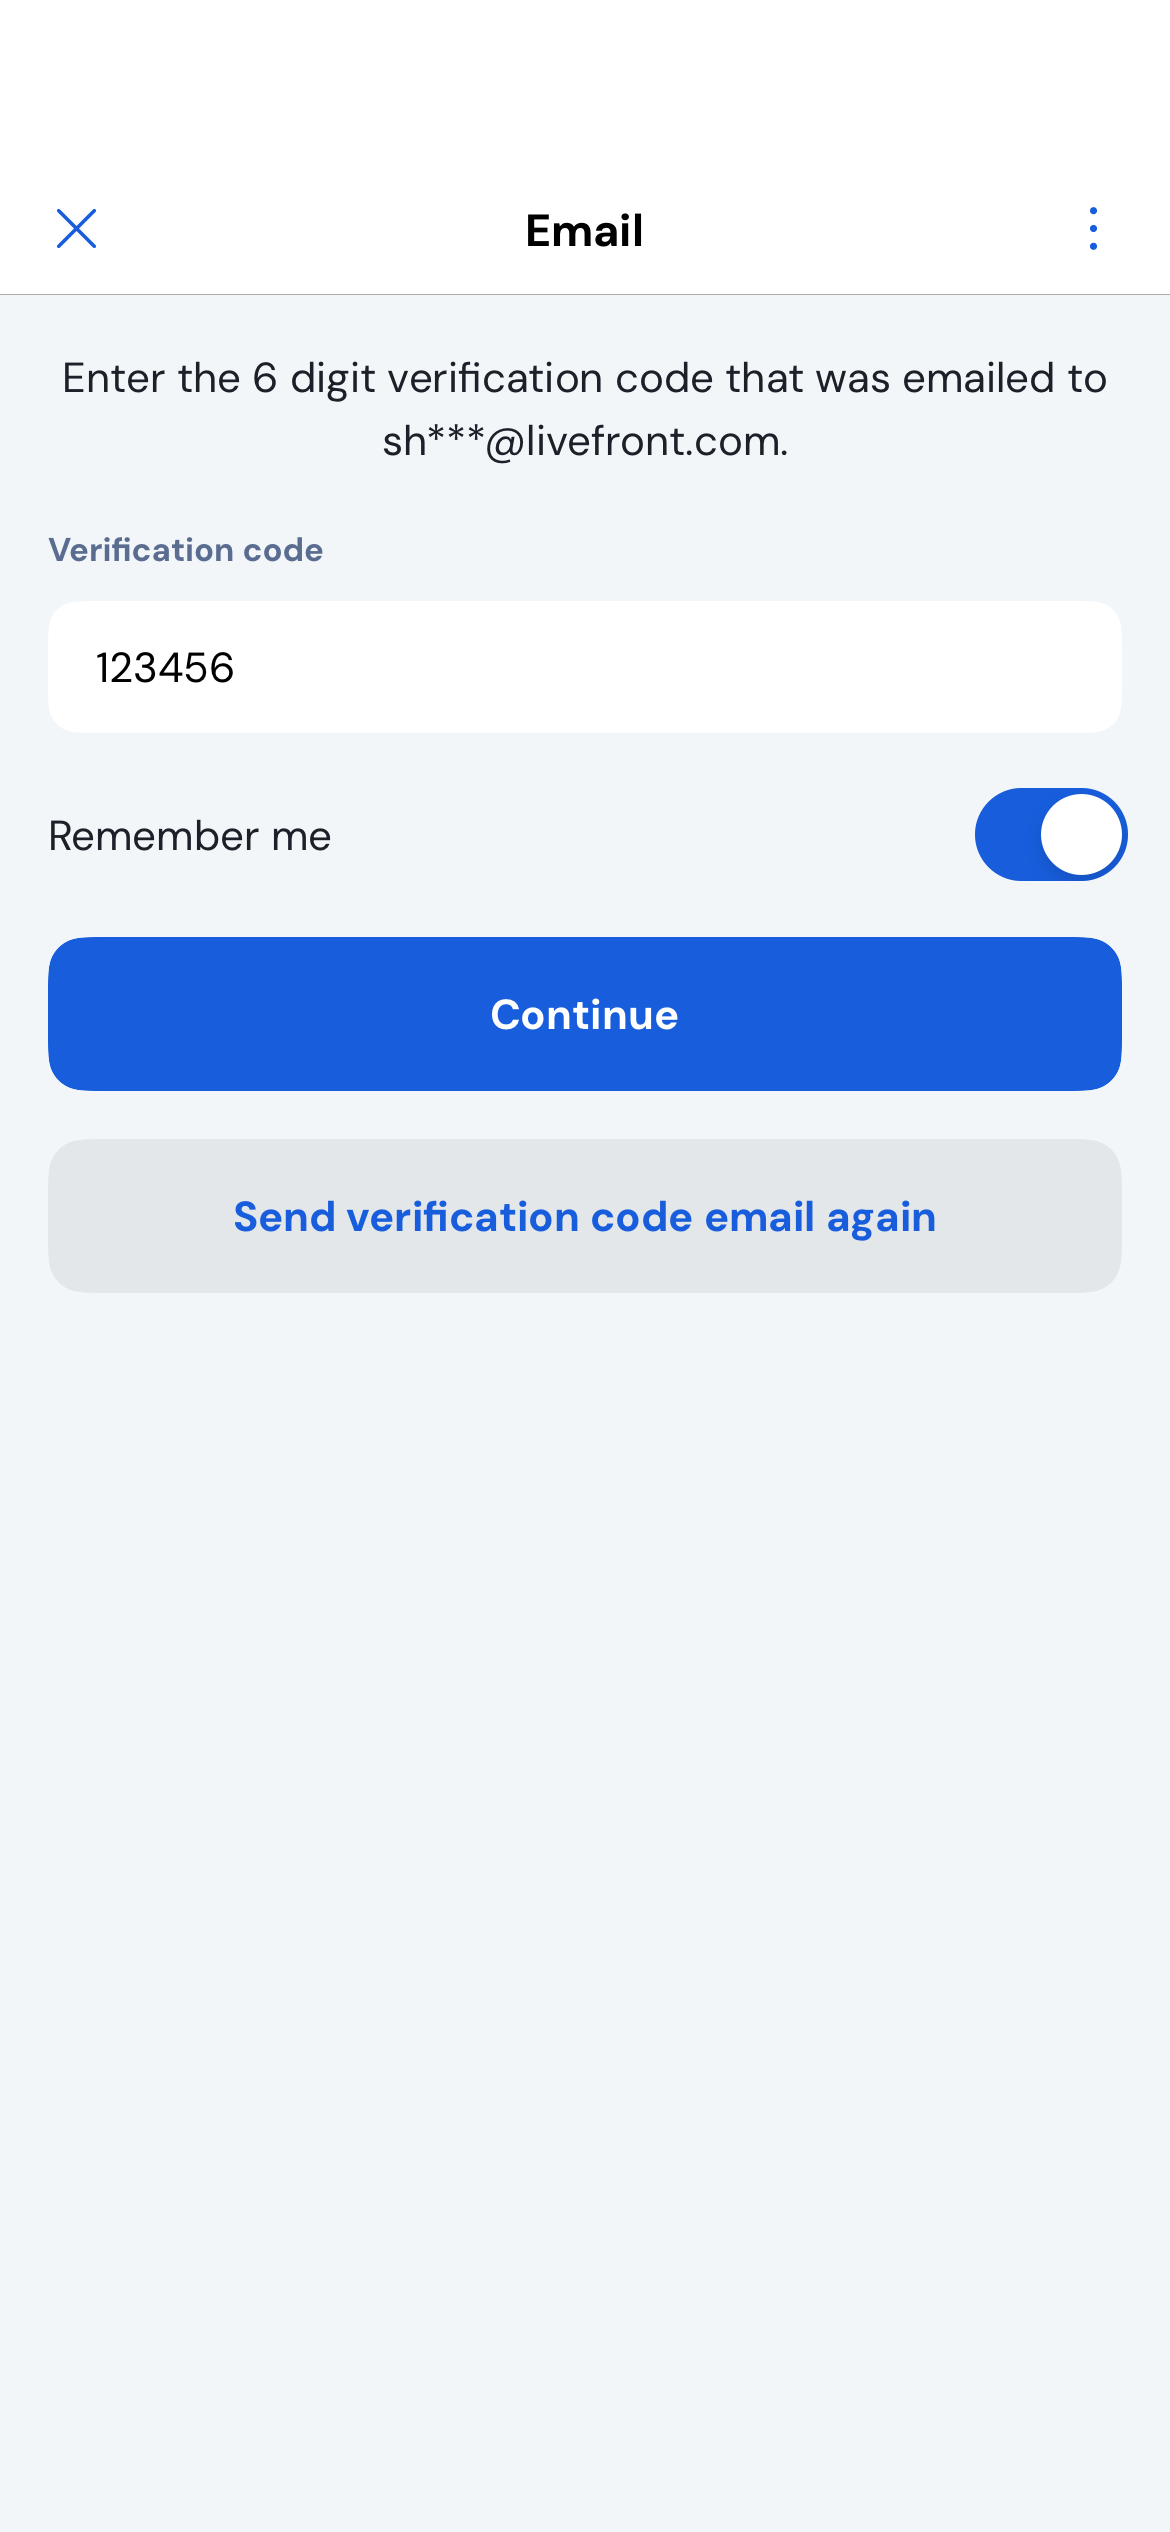 Email
Enter the 6 digit verification code that was emailed to
sh***@livefront.com.
Verification code
123456
Remember me
Continue
Send verification code email again